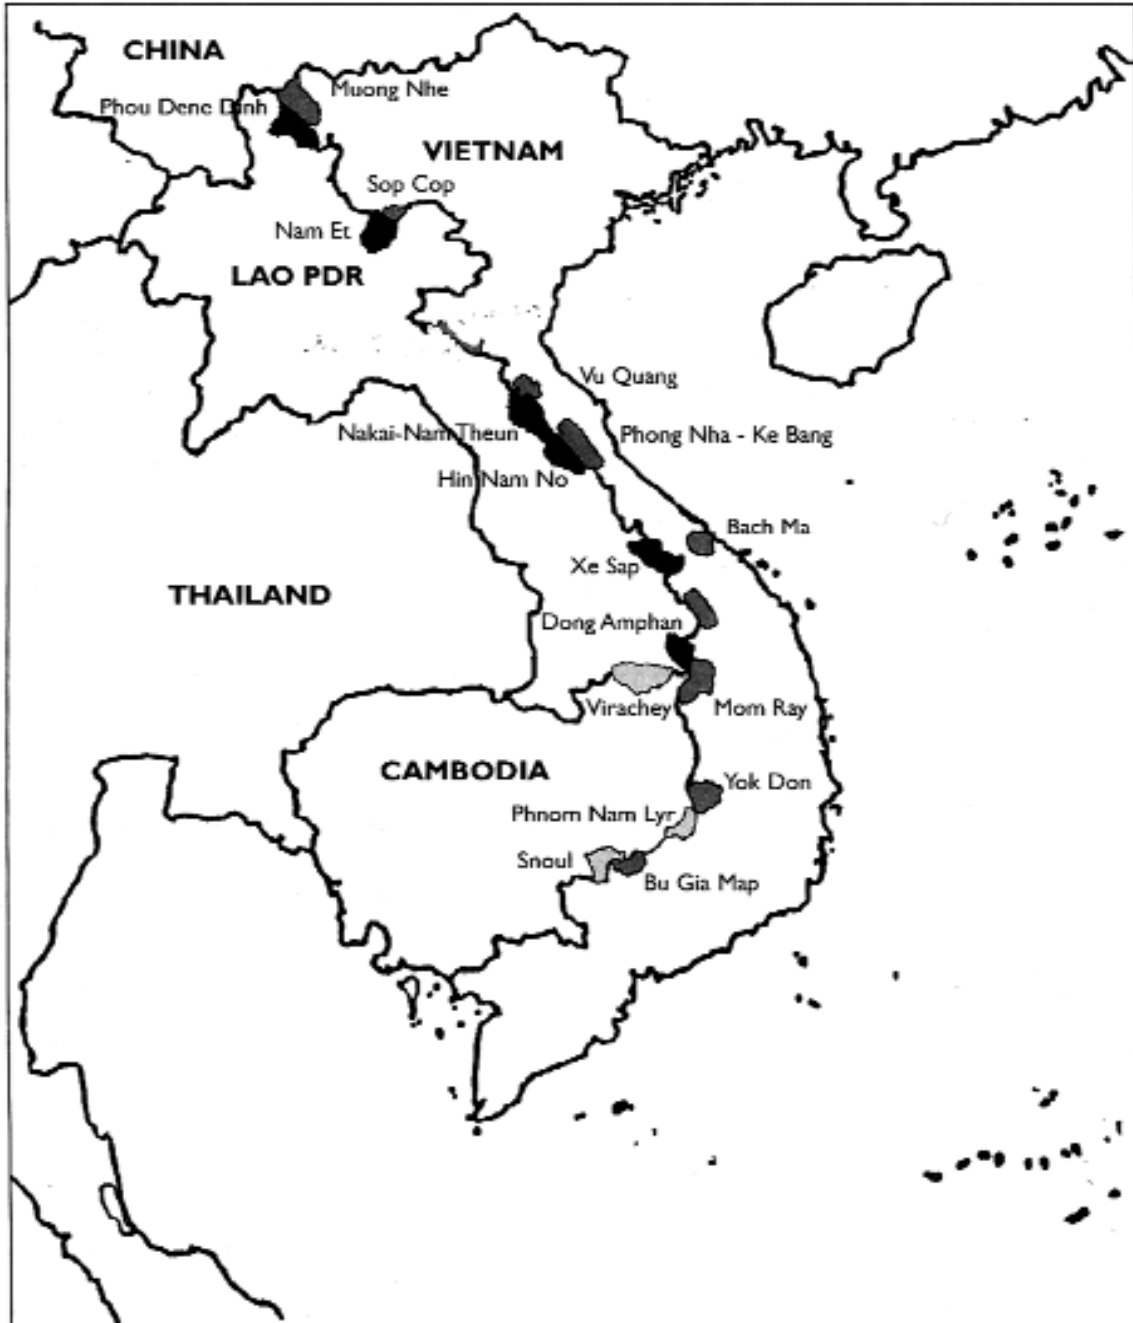 CHINA
Muong Nhe
Phou Dene Dinh
VIETNAM
Sop Cop
Nam Et
LAO PDR
Vu Quang
Nakai-Nam Theun
Phong Nha - Ke Bang
Hin Nam No
Bach Ma
Xe Sap
THAILAND
Dong Amphan
Virachey
Mom Ray
CAMBODIA
Yok Don
Phnom Nam Lyr
Snoul
Bu Gia Map